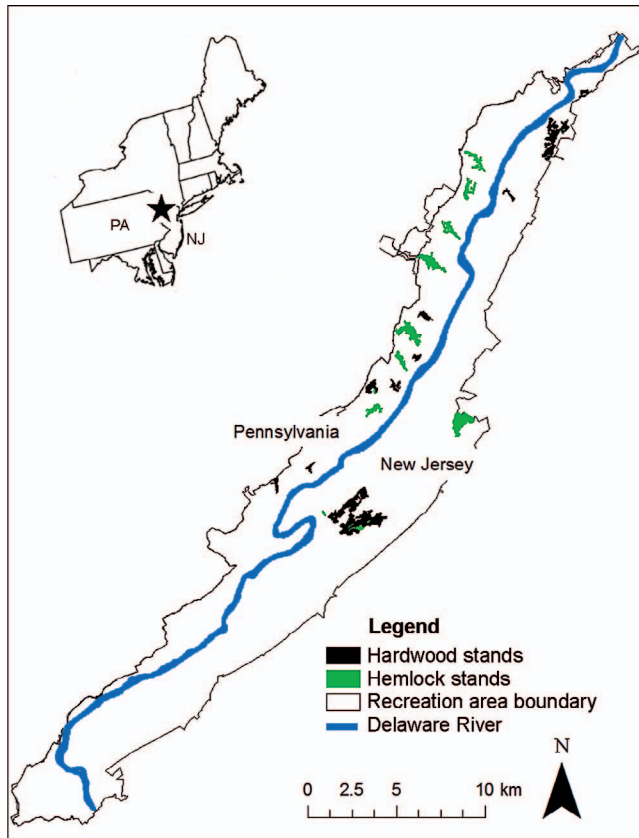 PA
NJ
Pennsylvania
New Jersey
Legend
Hardwood stands
Hemlock stands
Recreation area boundary
Delaware River
N
0 2.5 5 10 km